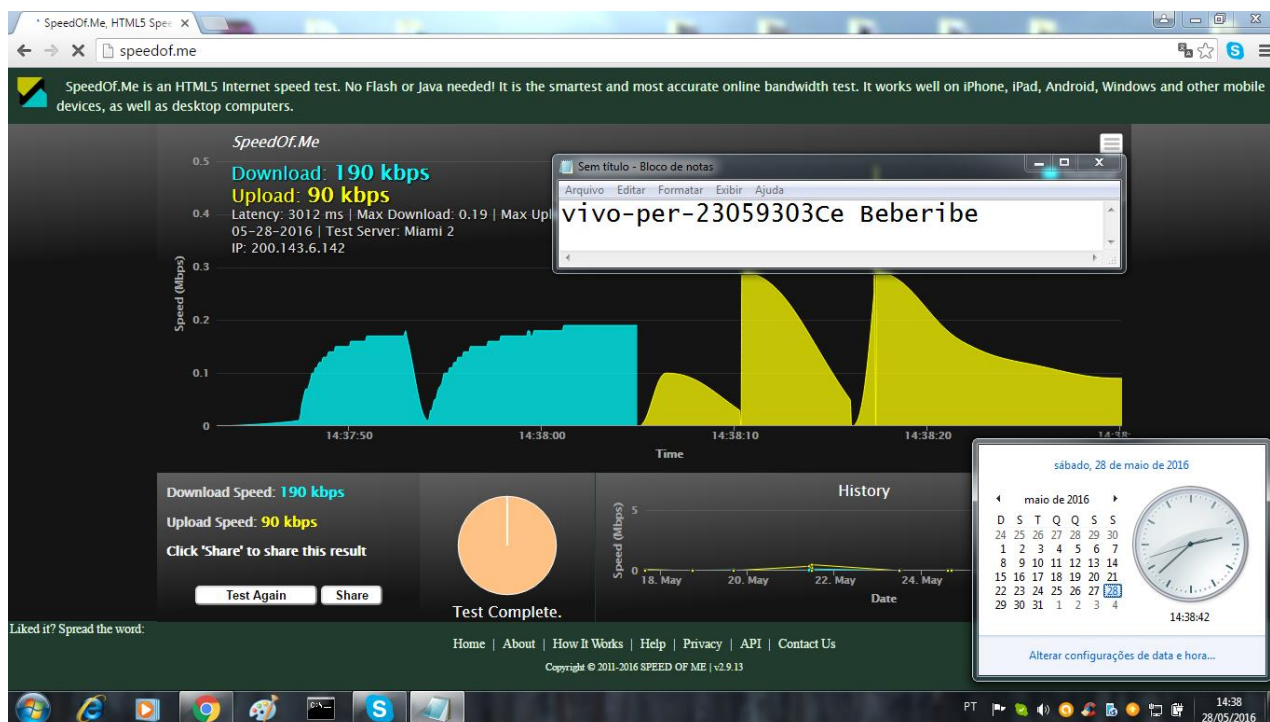 * SpeedOf.Me, HTML5 Spee
speedof.me
SpeedOf.Me is an HTML5 Internet speed test. No Flash or Java needed! It is the smartest and most accurate online bandwidth test. It works well on iPhone, iPad, Android, Windows and other mobile
devices, as well as desktop computers.
SpeedOf.Me
Download: 190 kbps
Upload: 90 kbps
Latency: 3012 ms | Max Download: 0.19 | Max Upl
05-28-2016 | Test Server: Miami 2
IP: 200.143.6.142
Sem título - Bloco de notas
Arquivo Editar Formatar Exibir Ajuda
vivo-per-23059303Ce Beberibe
Speed (Mbps)
0.5
0.4
0.3
0.2
0.1
0
14:37:50 14:38:00 14:38:10 14:38:20 14:38:
Time
Download Speed: 190 kbps
Upload Speed: 90 kbps
Click 'Share' to share this result
Test Again Share
Test Complete.
History
Speed (Mbps)
5
0
18. May 20. May 22. May 24. May
Date
sábado, 28 de maio de 2016
maio de 2016
D S T Q Q S S
24 25 26 27 28 29 30
1 2 3 4 5 6 7
8 9 10 11 12 13 14
15 16 17 18 19 20 21
22 23 24 25 26 27 28
29 30 31 1 2 3 4
14:38:42
Alterar configurações de data e hora...
Liked it? Spread the word:
Home | About | How It Works | Help | Privacy | API | Contact Us
Copyright © 2011-2016 SPEED OF ME | v2.9.13
PT
14:38
28/05/2016